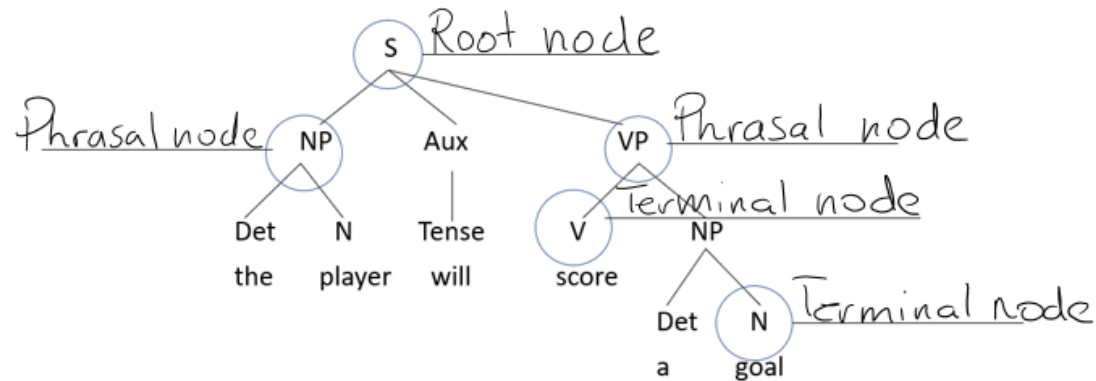 S Root node
Phrasal node NP Aux VP Phrasal node
Det N Tense V Terminal node NP
the player will score
Det N Terminal node
a goal